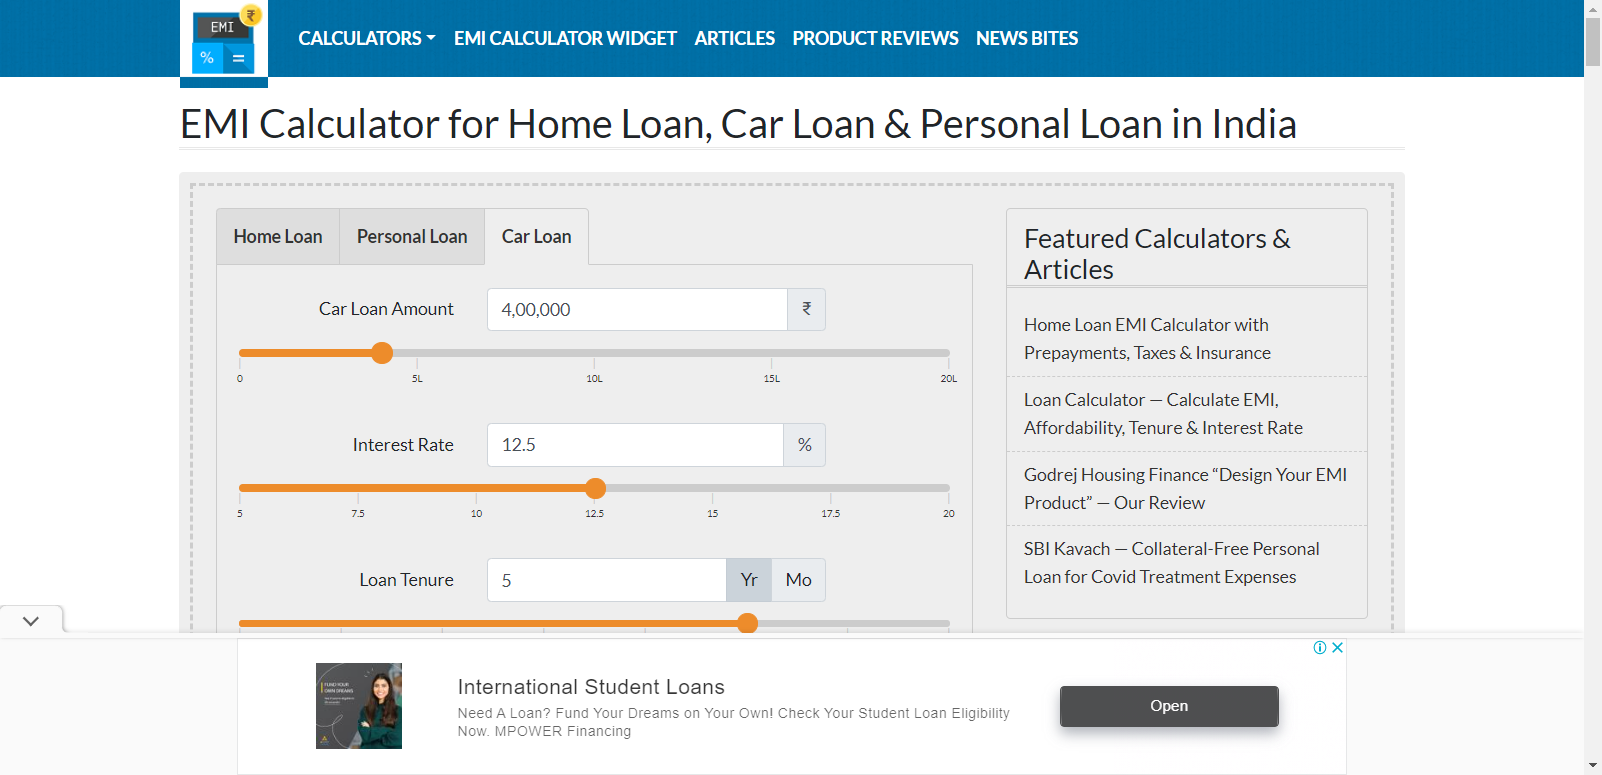 EMI
₹
%
=
CALCULATORS
EMI CALCULATOR WIDGET
ARTICLES
PRODUCT REVIEWS
NEWS BITES
EMI Calculator for Home Loan, Car Loan & Personal Loan in India
Home Loan
Personal Loan
Car Loan
Car Loan Amount
4,00,000
₹
0
5L
10L
15L
20L
Interest Rate
12.5
%
5
7.5
10
12.5
15
17.5
20
Loan Tenure
5
Yr
Mo
Featured Calculators &
Articles
Home Loan EMI Calculator with
Prepayments, Taxes & Insurance
Loan Calculator — Calculate EMI,
Affordability, Tenure & Interest Rate
Godrej Housing Finance “Design Your EMI
Product” — Our Review
SBI Kavach — Collateral-Free Personal
Loan for Covid Treatment Expenses
FUND YOUR
OWN DREAMS
International Student Loans
Need A Loan? Fund Your Dreams on Your Own! Check Your Student Loan Eligibility
Now. MPOWER Financing
Open